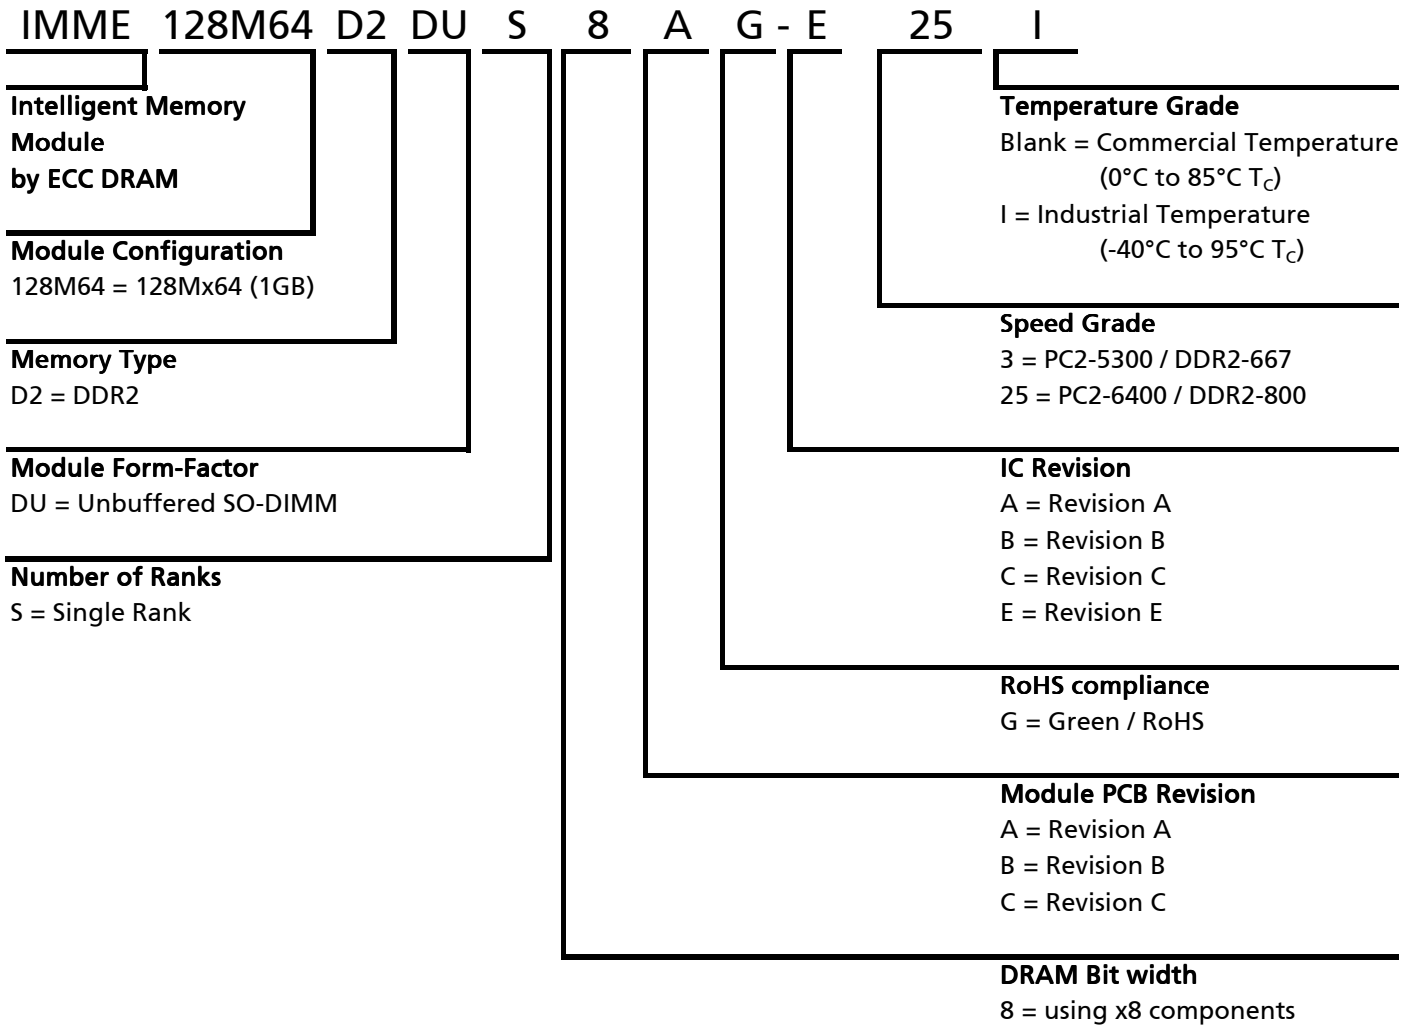 IMME 128M64 D2 DU S 8 A G - E 25 I
Intelligent Memory
Module
by ECC DRAM
Module Configuration
128M64 = 128Mx64 (1GB)
Memory Type
D2 = DDR2
Module Form-Factor
DU = Unbuffered SO-DIMM
Number of Ranks
S = Single Rank
Temperature Grade
Blank = Commercial Temperature
(0°C to 85°C TC)
I = Industrial Temperature
(-40°C to 95°C TC)
Speed Grade
3 = PC2-5300 / DDR2-667
25 = PC2-6400 / DDR2-800
IC Revision
A = Revision A
B = Revision B
C = Revision C
E = Revision E
RoHS compliance
G = Green / RoHS
Module PCB Revision
A = Revision A
B = Revision B
C = Revision C
DRAM Bit width
8 = using x8 components